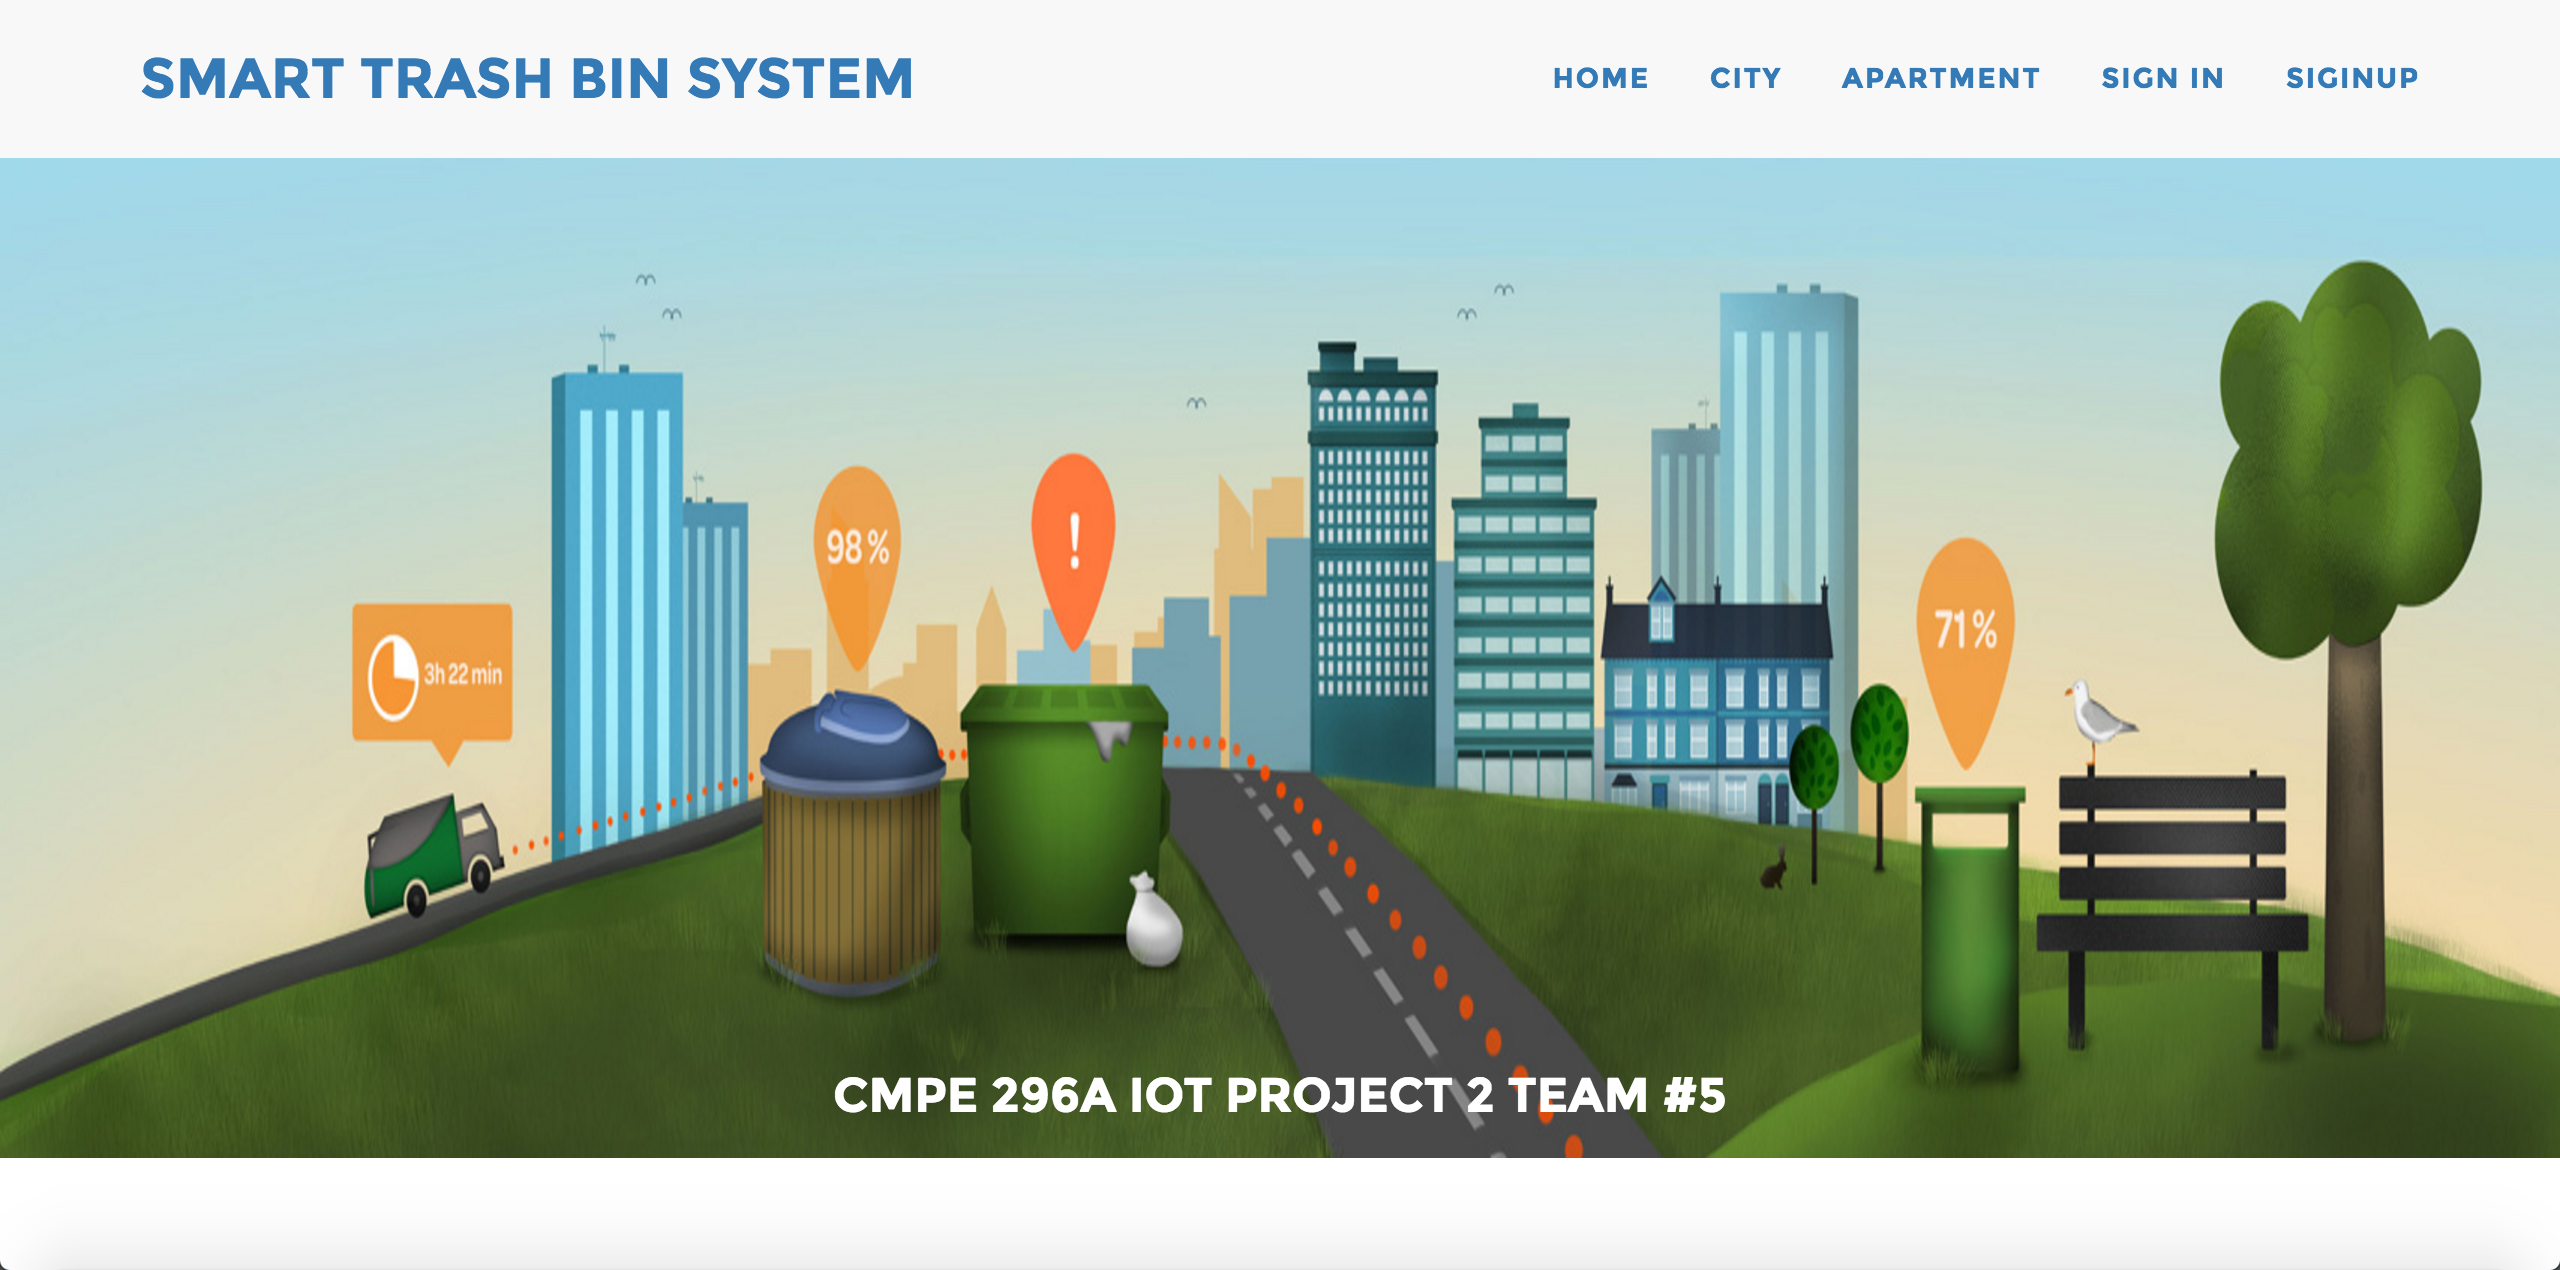 SMART TRASH BIN SYSTEM
HOME CITY APARTMENT SIGN IN SIGINUP
98%
!
71%
3h 22 min
CMPE 296A IOT PROJECT 2 TEAM #5